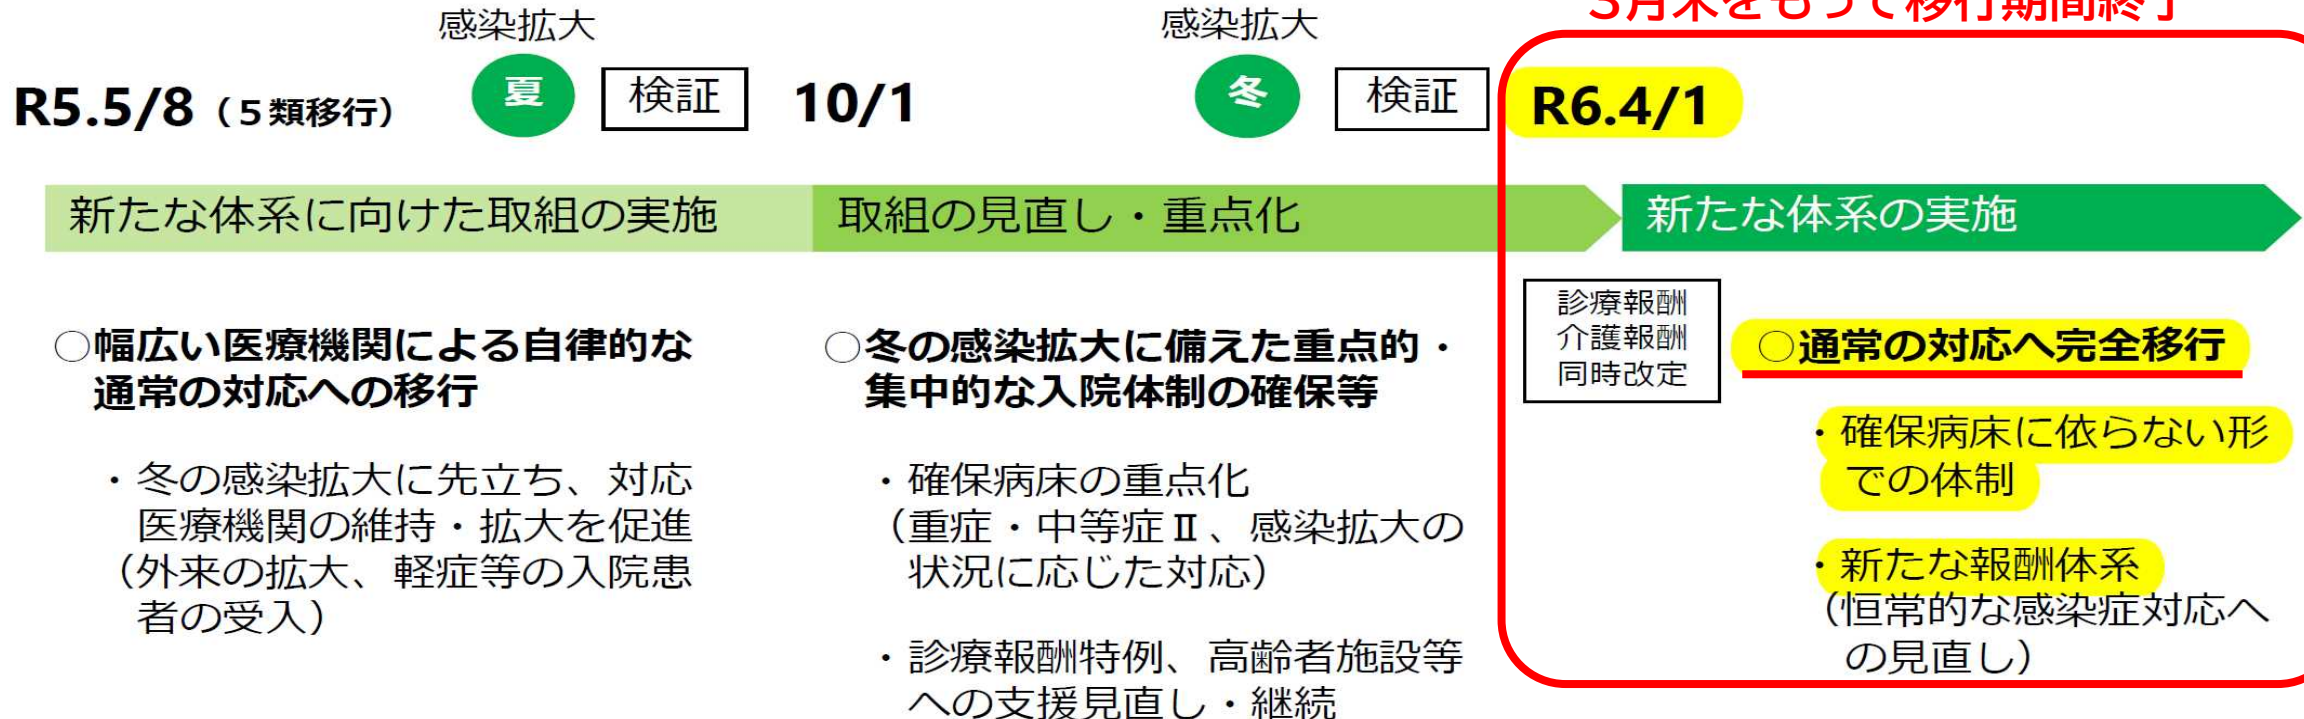 3月末をもって移行期間終了
感染拡大
感染拡大
R5.5/8（５類移行）
夏
検証
10/1
冬
検証
R6.4/1
新たな体系に向けた取組の実施
取組の見直し・重点化
新たな体系の実施
○幅広い医療機関による自律的な
通常の対応への移行
・冬の感染拡大に先立ち、対応
医療機関の維持・拡大を促進
（外来の拡大、軽症等の入院患
者の受入）
○冬の感染拡大に備えた重点的・
集中的な入院体制の確保等
・確保病床の重点化
（重症・中等症Ⅱ、感染拡大の
状況に応じた対応）
・診療報酬特例、高齢者施設等
への支援見直し・継続
診療報酬
介護報酬
同時改定
○通常の対応へ完全移行
・確保病床に依らない形
での体制
・新たな報酬体系
（恒常的な感染症対応へ
の見直し）